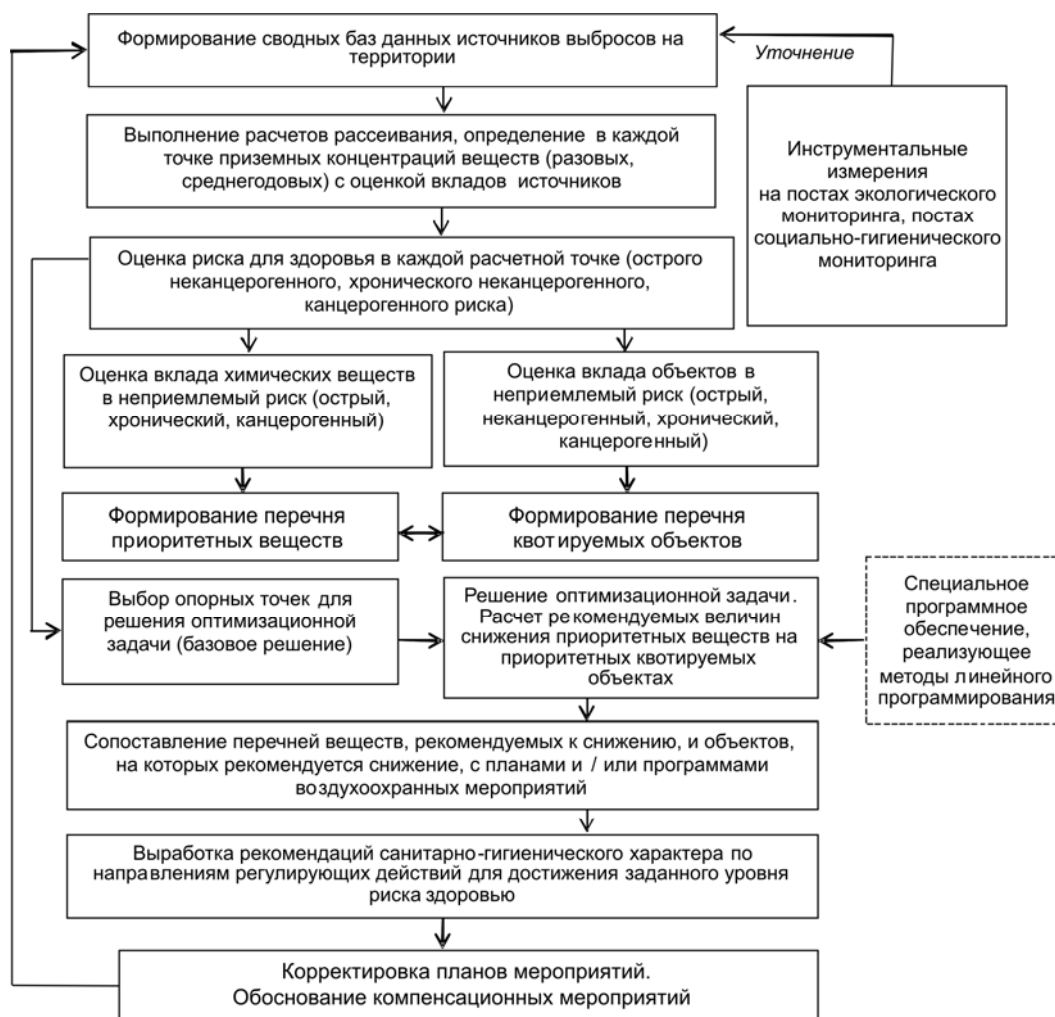 Формирование сводных баз данных источников выбросов на
территории
Уточнение
Инструментальные
измерения
на постах экологического
мониторинга, постах
социально-гигиенического
мониторинга
Выполнение расчетов рассеивания, определение в каждой
точке приземных концентраций веществ (разовых,
среднегодовых) с оценкой вкладов источников
Оценка риска для здоровья в каждой расчетной точке (острого
неканцерогенного, хронического неканцерогенного,
канцерогенного риска)
Оценка вклада химических веществ
в неприемлемый риск (острый,
хронический, канцерогенный)
Оценка вклада объектов в
неприемлемый риск (острый,
неканцерогенный, хронический,
канцерогенный)
Формирование перечня
приоритетных веществ
Формирование перечня
квотируемых объектов
Выбор опорных точек для
решения оптимизационной
задачи (базовое решение)
Решение оптимизационной задачи.
Расчет рекомендуемых величин
снижения приоритетных веществ на
приоритетных квотируемых
объектах
Специальное
программное
обеспечение,
реализующее
методы линейного
программирования
Сопоставление перечней веществ, рекомендуемых к снижению, и объектов,
на которых рекомендуется снижение, с планами и / или программами
воздухоохранных мероприятий
Выработка рекомендаций санитарно-гигиенического характера по
направлениям регулирующих действий для достижения заданного уровня
риска здоровью
Корректировка планов мероприятий.
Обоснование компенсационных мероприятий